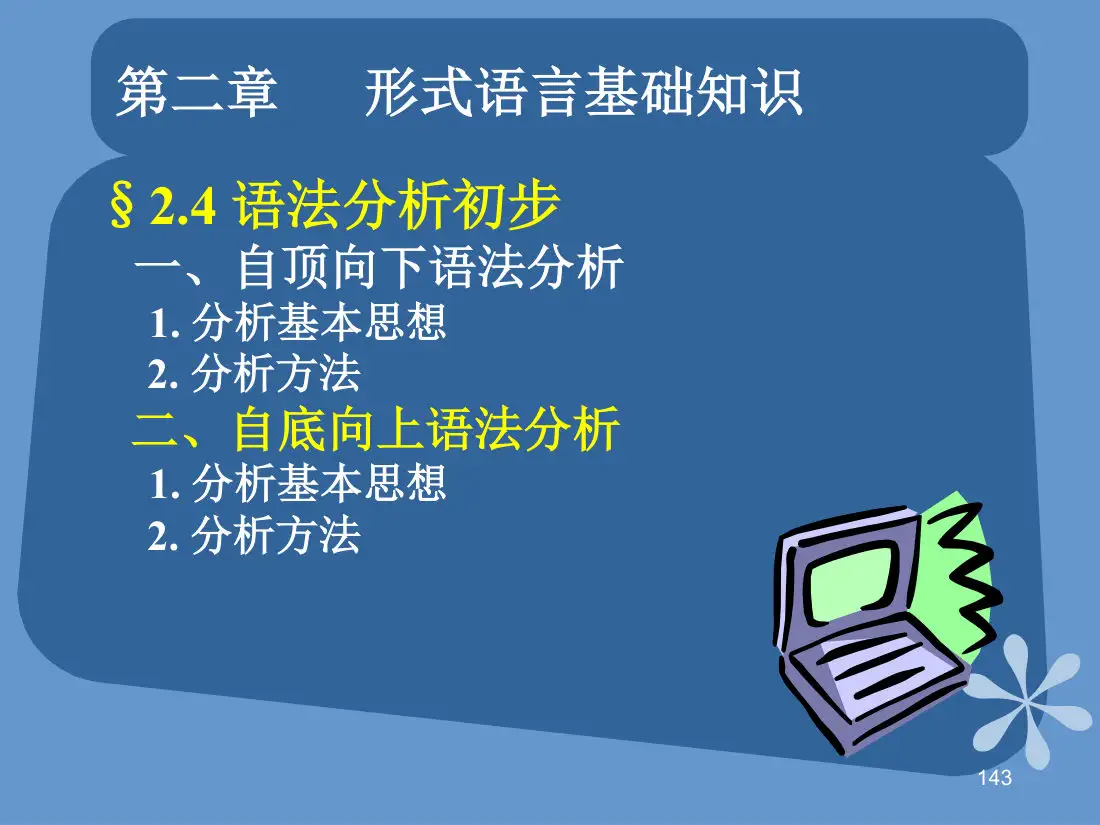 第二章 形式语言基础知识
§2.4 语法分析初步
一、自顶向下语法分析
1. 分析基本思想
2. 分析方法
二、自底向上语法分析
1. 分析基本思想
2. 分析方法
143